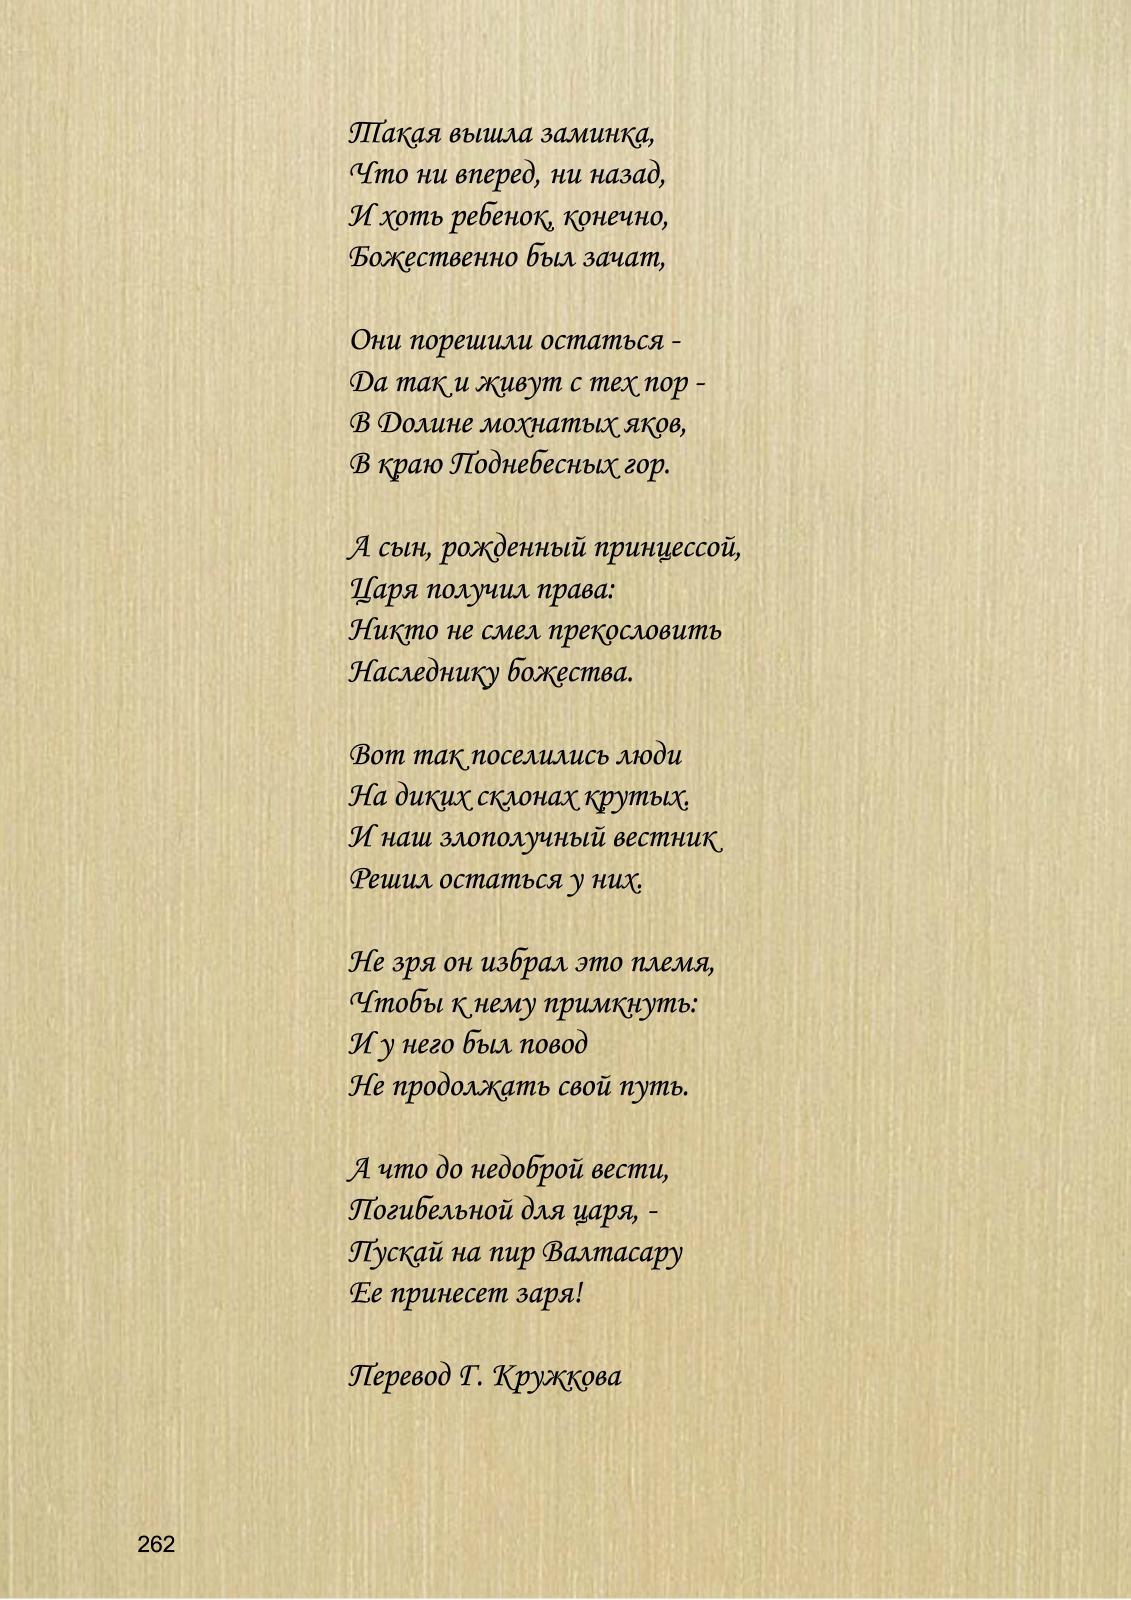 Такая вышла заминка,
Что ни вперед, ни назад,
И хоть ребенок, конечно,
Божественно был зачат,
Они порешили остаться -
Да так и живут с тех пор -
В Долине мохнатых яков,
В краю Поднебесных гор.
А сын, рожденный принцессой,
Царя получил права:
Никто не смел прекословить
Наследнику божества.
Вот так поселились люди
На диких склонах крутых.
И наш злополучный вестник
Решил остаться у них.
Не зря он избрал это племя,
Чтобы к нему примкнуть:
И у него был повод
Не продолжать свой путь.
А что до недоброй вести,
Погибельной для царя, -
Пускай на пир Валтасару
Ее принесет заря!
Перевод Г. Кружкова
262